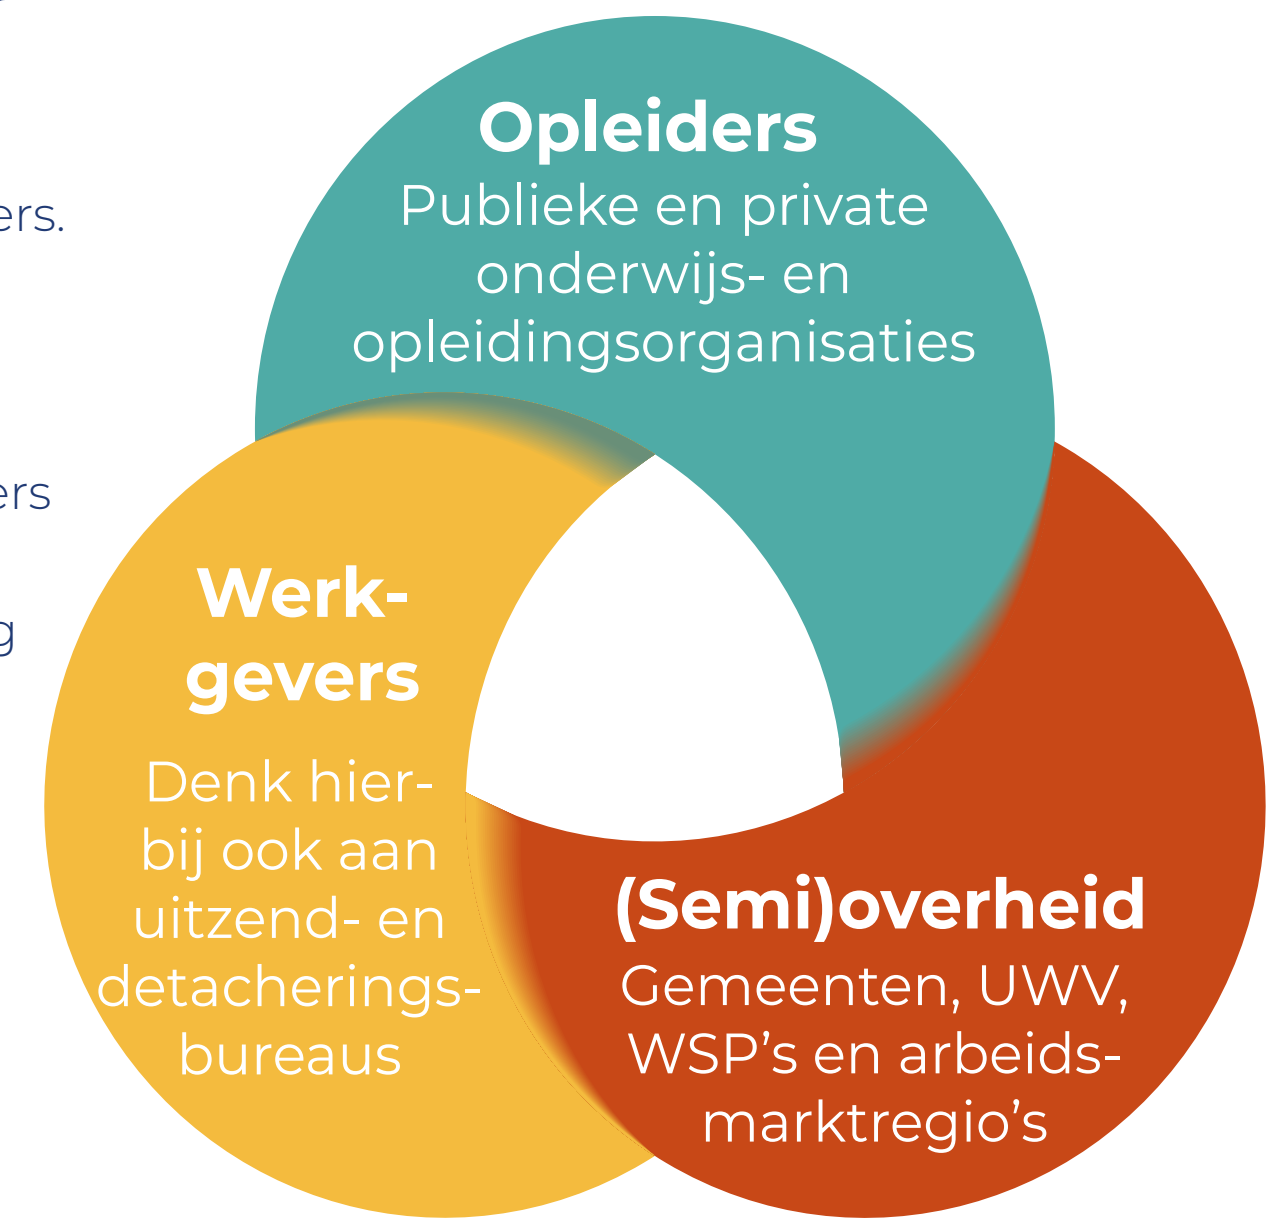 Opleiders
Publieke en private
onderwijs- en
opleidingsorganisaties
Werk-
gevers
Denk hier-
bij ook aan
uitzend- en
detacherings-
bureaus
(Semi)overheid
Gemeenten, UWV,
WSP’s en arbeids-
marktregio’s